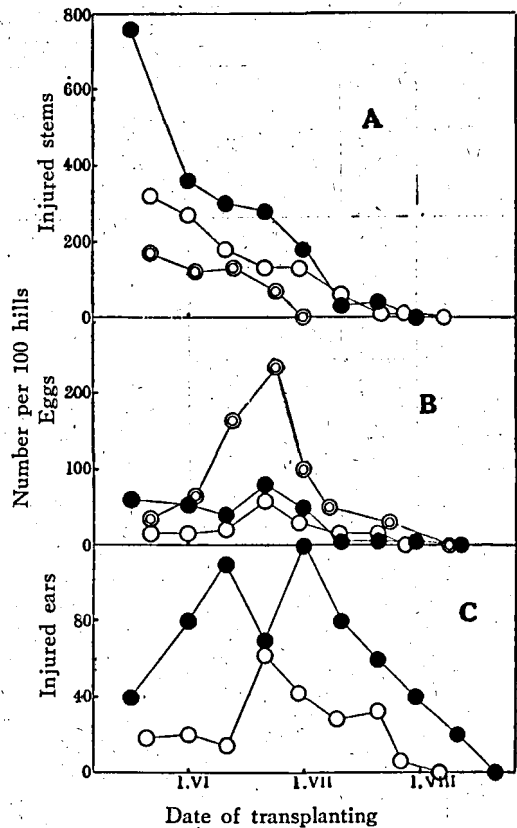 800
600
400
200
0
Injured stems
A
Number per 100 hills
200
100
0
Eggs
B
80
40
0
Injured ears
C
1.VI 1.VII 1.VIII
Date of transplanting